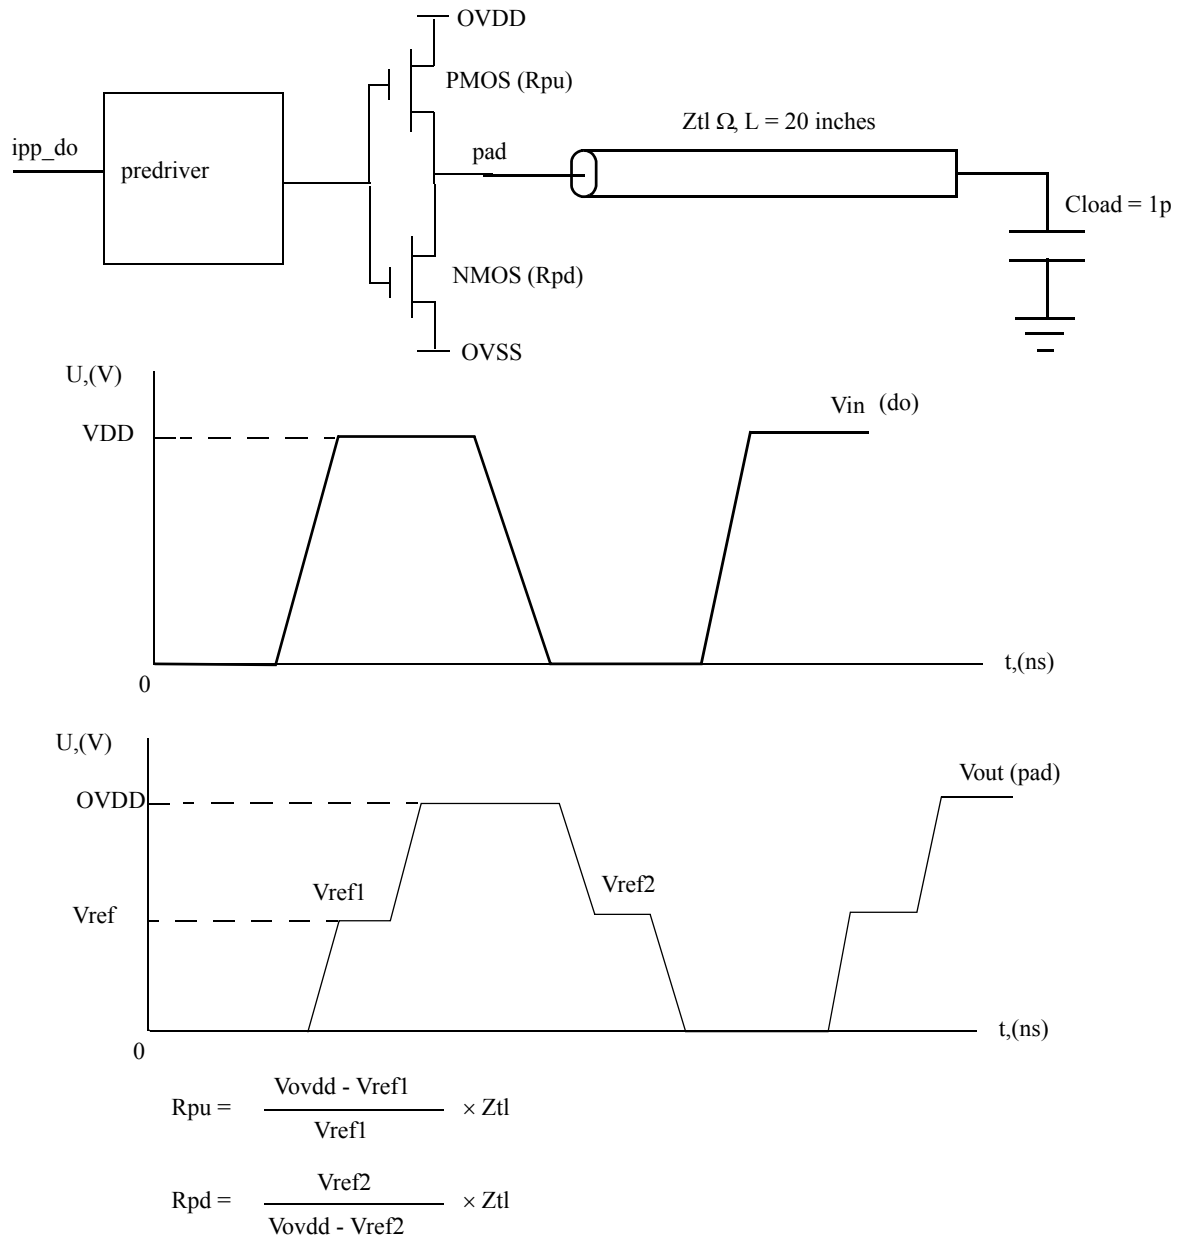 OVDD
PMOS (Rpu)
Ztl Ω, L = 20 inches
ipp_do
predriver
pad
Cload = 1p
NMOS (Rpd)
OVSS
U,(V)
Vin (do)
VDD
t,(ns)
0
U,(V)
Vout (pad)
OVDD
Vref1
Vref2
Vref
t,(ns)
0
Vovdd - Vref1
Rpu = × Ztl
Vref1
Vref2
Rpd = × Ztl
Vovdd - Vref2